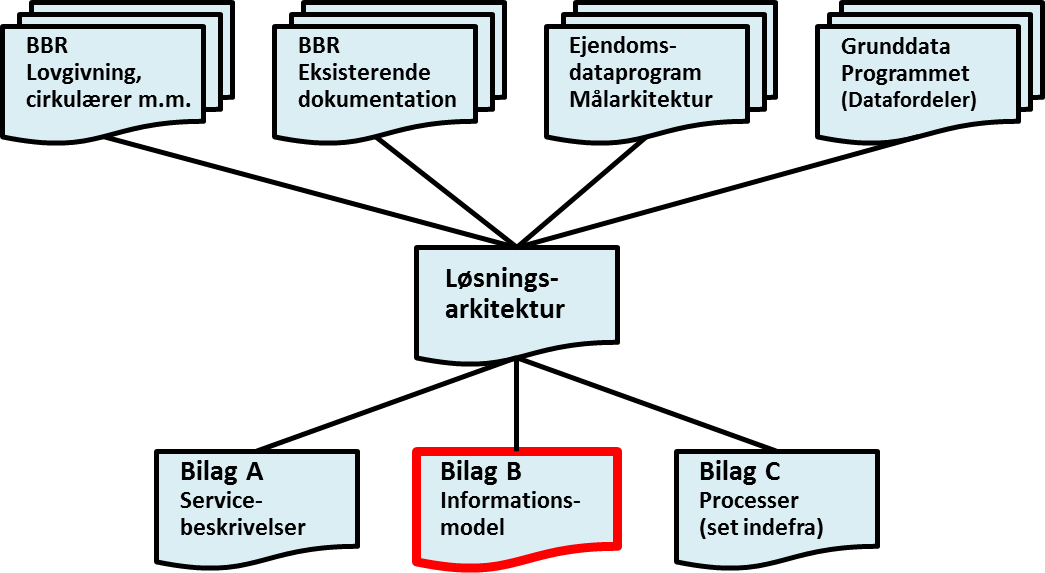 BBR
Lovgivning,
cirkulærer m.m.
BBR
Eksisterende
dokumentation
Ejendoms-
dataprogram
Målarkitektur
Grunddata
Programmet
(Datafordeler)
Løsnings-
arkitektur
Bilag A
Service-
beskrivelser
Bilag B
Informations-
model
Bilag C
Processer
(set indefra)